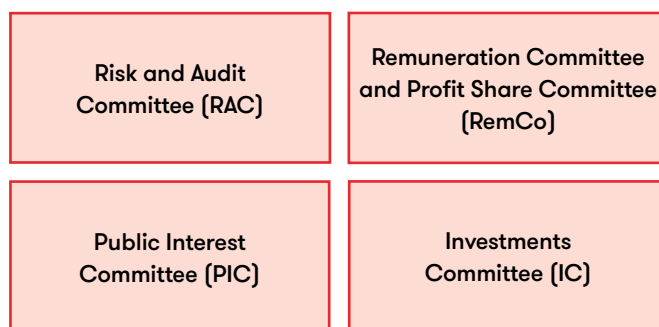 Risk and Audit
Committee (RAC)
Remuneration Committee
and Profit Share Committee
(RemCo)
Public Interest
Committee (PIC)
Investments
Committee (IC)